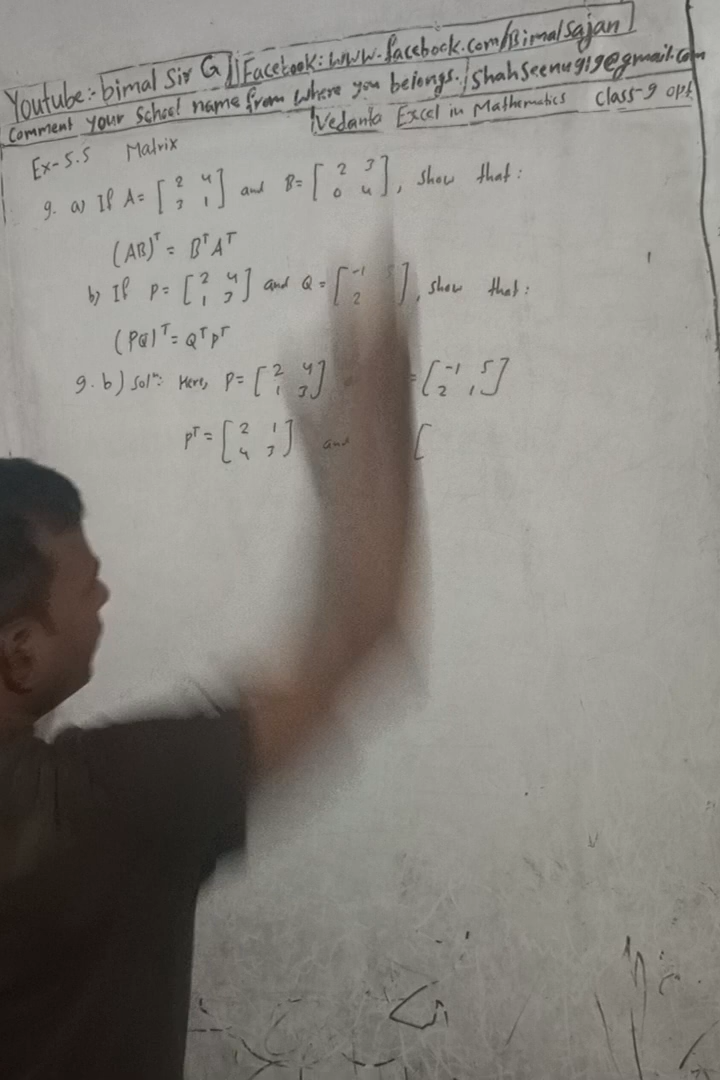 Youtube:- bimal Sir G || Facebook: www.facebook.com/Bimalsajan
Comment your School name from where you belongs. | Shahseenu919@gmail.com
Vedanta Excel in Mathematics Class-9 opt
Ex-5.5 Matrix
9. a) If A = [2 4 3 1] and B = [2 3 0 4], show that:
(AB)ᵀ = BᵀAᵀ
b) If P = [2 4 1 3] and Q = [-1 5 2 ], show that:
(PQ)ᵀ = QᵀPᵀ
9. b) Solⁿ: Here, P = [2 4 1 3] = [-1 5 2 1]
Pᵀ = [2 1 4 3] and [